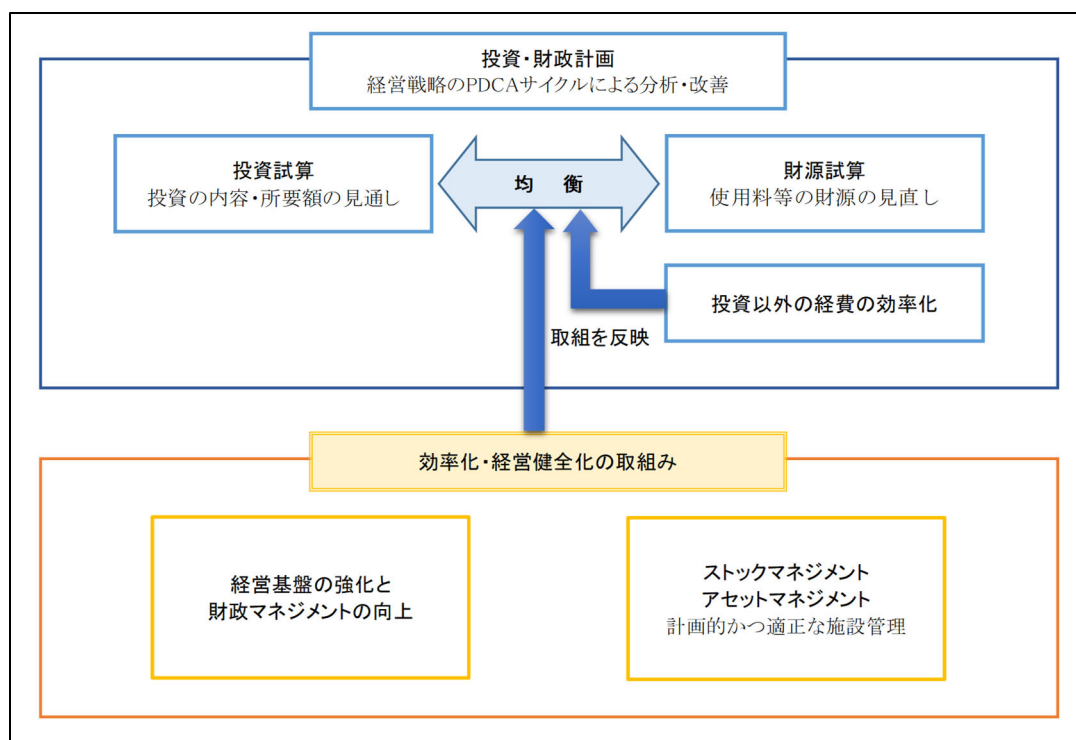 投資・財政計画
経営戦略のPDCAサイクルによる分析・改善
投資試算
投資の内容・所要額の見通し
均 衡
財源試算
使用料等の財源の見直し
投資以外の経費の効率化
取組を反映
効率化・経営健全化の取組み
経営基盤の強化と
財政マネジメントの向上
ストックマネジメント
アセットマネジメント
計画的かつ適正な施設管理